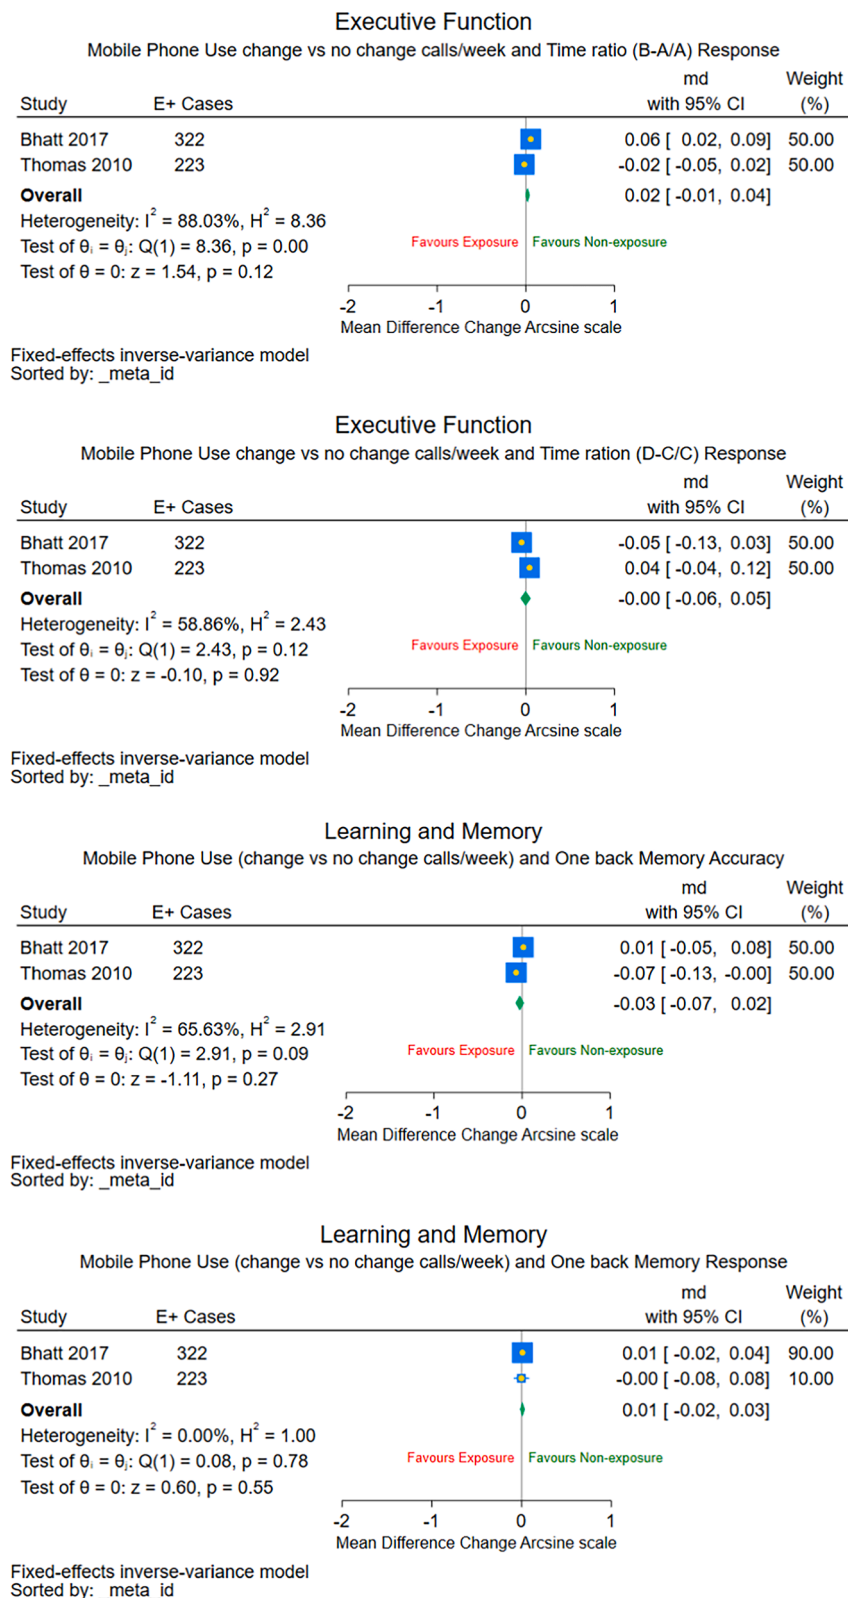 Executive Function
Mobile Phone Use change vs no change calls/week and Time ratio (B-A/A) Response
md Weight
Study E+ Cases with 95% CI (%)
Bhatt 2017 322 0.06 [ 0.02, 0.09] 50.00
Thomas 2010 223 -0.02 [ -0.05, 0.02] 50.00
Overall 0.02 [ -0.01, 0.04]
Heterogeneity: I² = 88.03%, H² = 8.36
Test of θᵢ = θⱼ: Q(1) = 8.36, p = 0.00 Favours Exposure Favours Non-exposure
Test of θ = 0: z = 1.54, p = 0.12
-2 -1 0 1
Mean Difference Change Arcsine scale
Fixed-effects inverse-variance model
Sorted by: _meta_id
Executive Function
Mobile Phone Use change vs no change calls/week and Time ration (D-C/C) Response
md Weight
Study E+ Cases with 95% CI (%)
Bhatt 2017 322 -0.05 [ -0.13, 0.03] 50.00
Thomas 2010 223 0.04 [ -0.04, 0.12] 50.00
Overall -0.00 [ -0.06, 0.05]
Heterogeneity: I² = 58.86%, H² = 2.43
Test of θᵢ = θⱼ: Q(1) = 2.43, p = 0.12 Favours Exposure Favours Non-exposure
Test of θ = 0: z = -0.10, p = 0.92
-2 -1 0 1
Mean Difference Change Arcsine scale
Fixed-effects inverse-variance model
Sorted by: _meta_id
Learning and Memory
Mobile Phone Use (change vs no change calls/week) and One back Memory Accuracy
md Weight
Study E+ Cases with 95% CI (%)
Bhatt 2017 322 0.01 [ -0.05, 0.08] 50.00
Thomas 2010 223 -0.07 [ -0.13, -0.00] 50.00
Overall -0.03 [ -0.07, 0.02]
Heterogeneity: I² = 65.63%, H² = 2.91
Test of θᵢ = θⱼ: Q(1) = 2.91, p = 0.09 Favours Exposure Favours Non-exposure
Test of θ = 0: z = -1.11, p = 0.27
-2 -1 0 1
Mean Difference Change Arcsine scale
Fixed-effects inverse-variance model
Sorted by: _meta_id
Learning and Memory
Mobile Phone Use (change vs no change calls/week) and One back Memory Response
md Weight
Study E+ Cases with 95% CI (%)
Bhatt 2017 322 0.01 [ -0.02, 0.04] 90.00
Thomas 2010 223 -0.00 [ -0.08, 0.08] 10.00
Overall 0.01 [ -0.02, 0.03]
Heterogeneity: I² = 0.00%, H² = 1.00
Test of θᵢ = θⱼ: Q(1) = 0.08, p = 0.78 Favours Exposure Favours Non-exposure
Test of θ = 0: z = 0.60, p = 0.55
-2 -1 0 1
Mean Difference Change Arcsine scale
Fixed-effects inverse-variance model
Sorted by: _meta_id